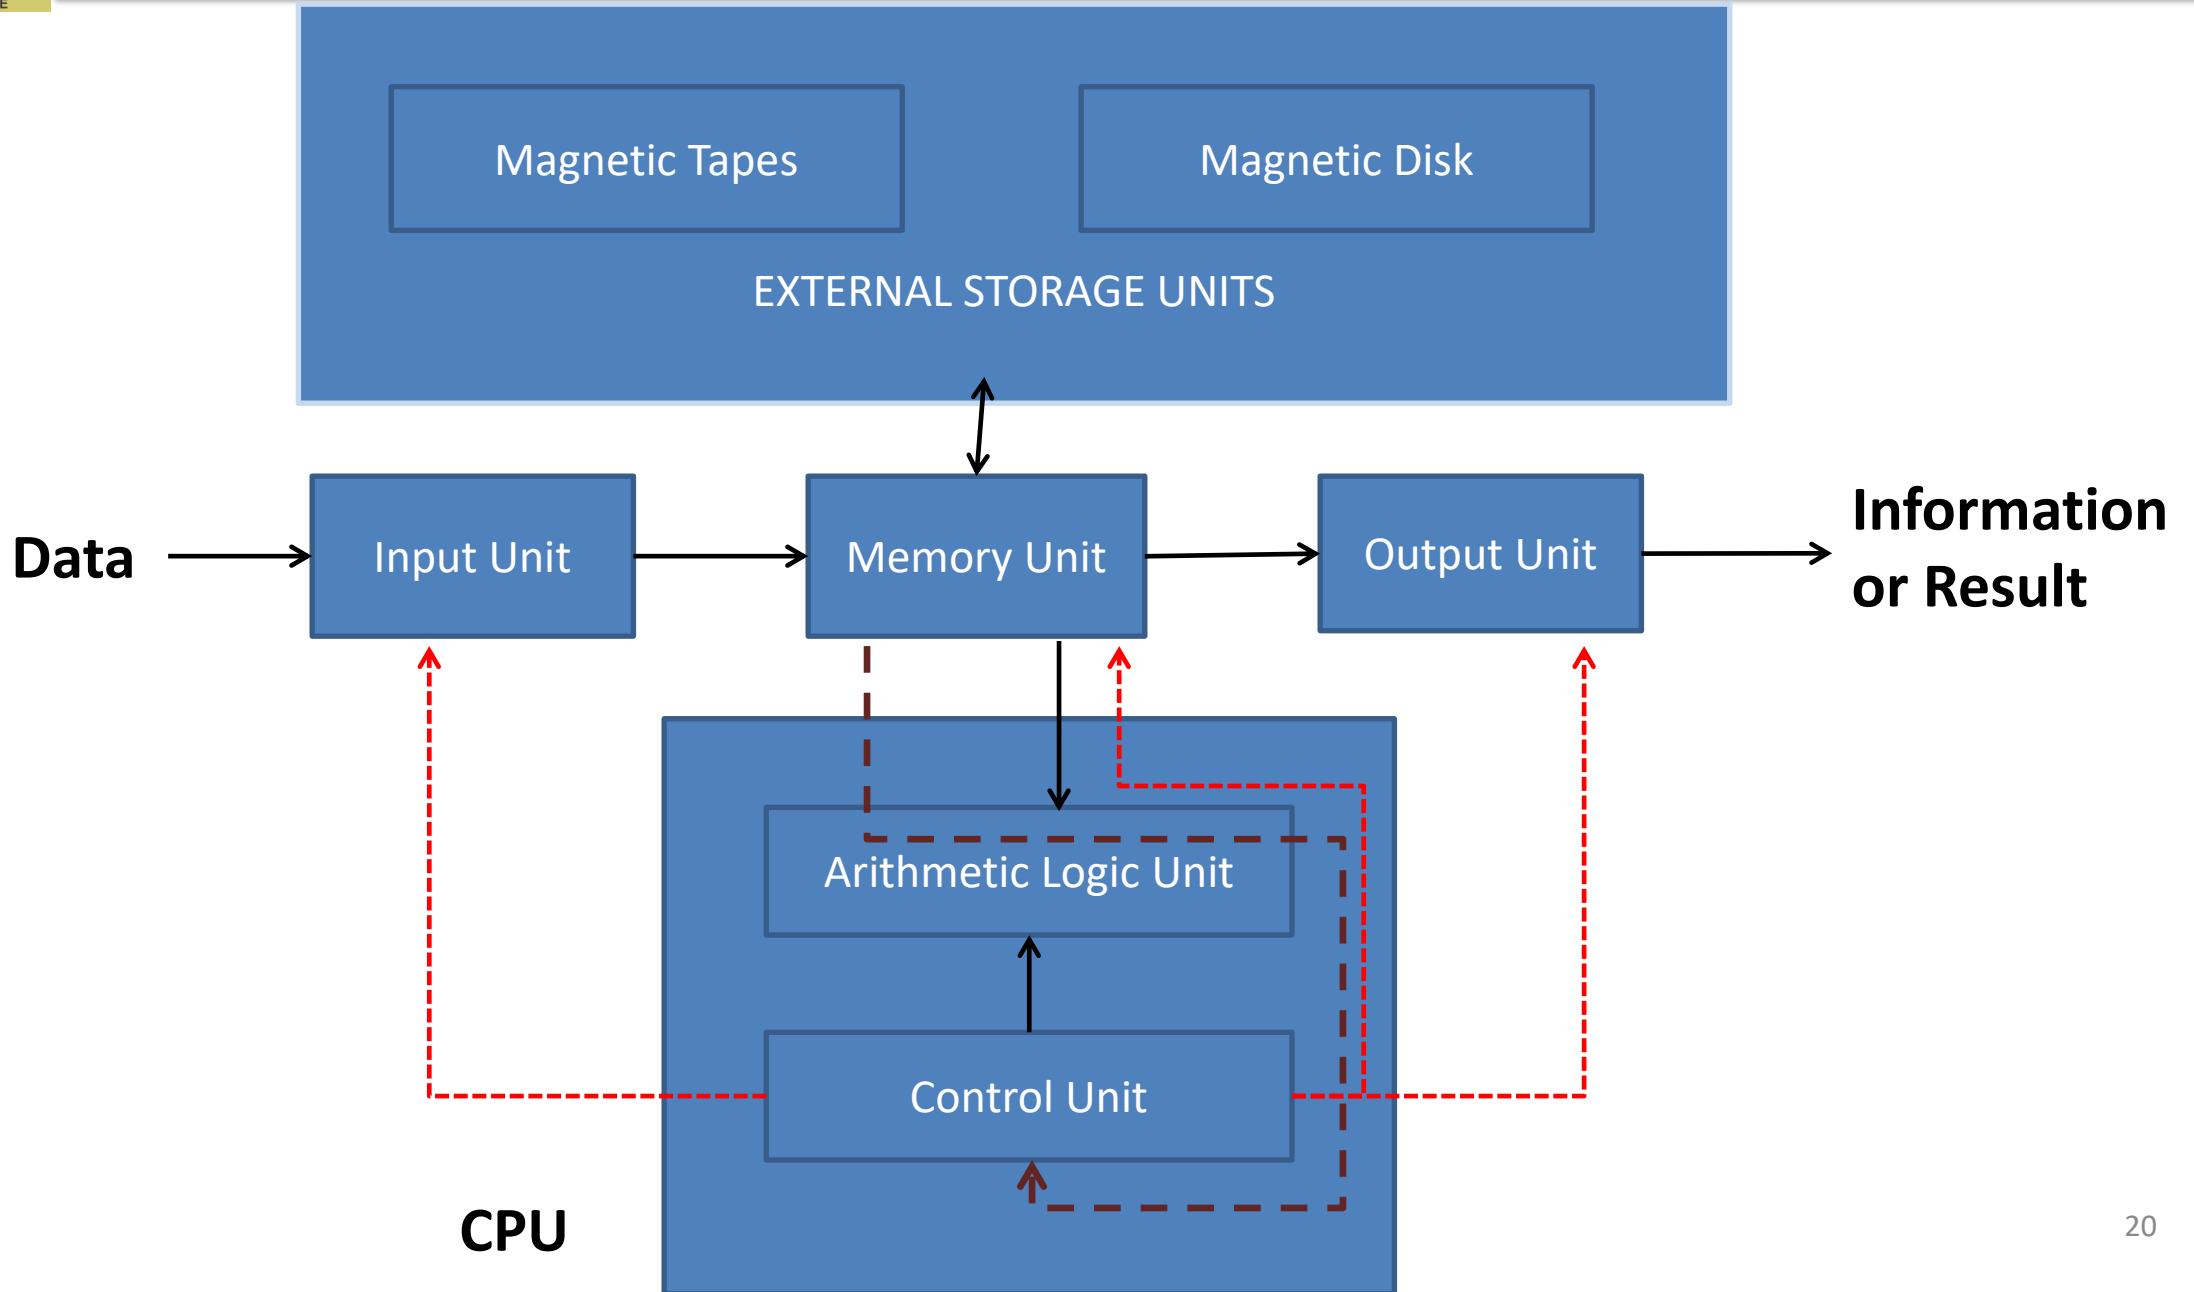 E
Magnetic Tapes
Magnetic Disk
EXTERNAL STORAGE UNITS
Data
Input Unit
Memory Unit
Output Unit
Information
or Result
Arithmetic Logic Unit
Control Unit
CPU
20